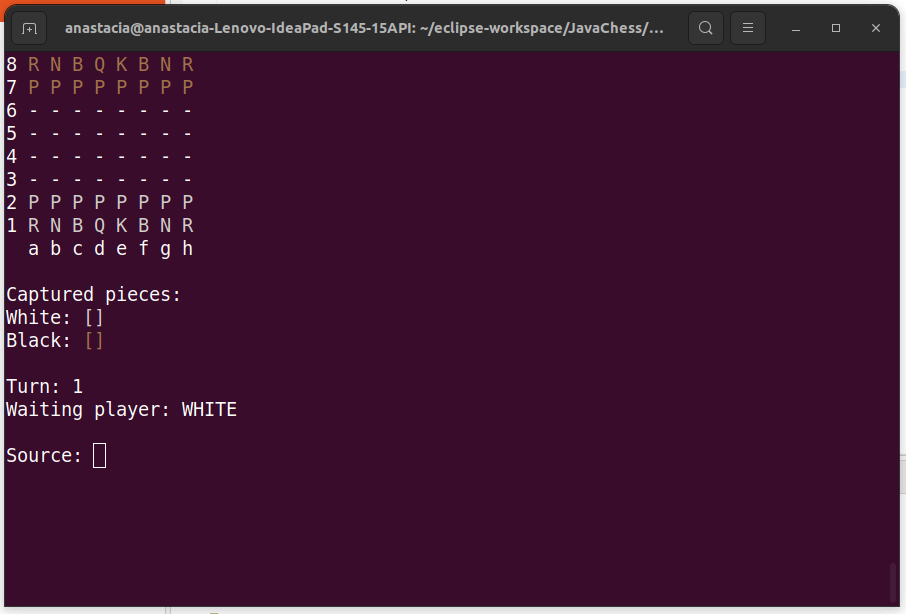 anastacia@anastacia-Lenovo-IdeaPad-S145-15API: ~/eclipse-workspace/JavaChess/...
8 R N B Q K B N R
7 P P P P P P P P
6 - - - - - - - -
5 - - - - - - - -
4 - - - - - - - -
3 - - - - - - - -
2 P P P P P P P P
1 R N B Q K B N R
a b c d e f g h
Captured pieces:
White: []
Black: []
Turn: 1
Waiting player: WHITE
Source: